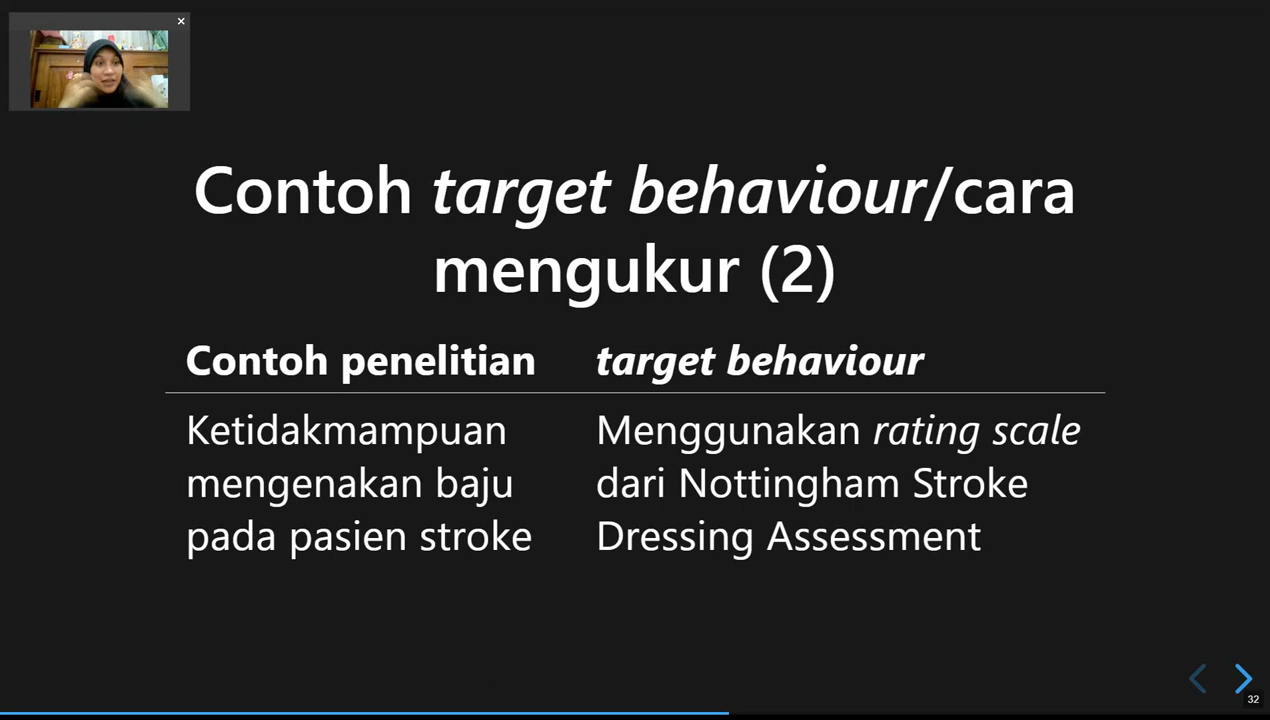 Contoh target behaviour/cara
mengukur (2)
Contoh penelitian
target behaviour
Ketidakmampuan
mengenakan baju
pada pasien stroke
Menggunakan rating scale
dari Nottingham Stroke
Dressing Assessment
32